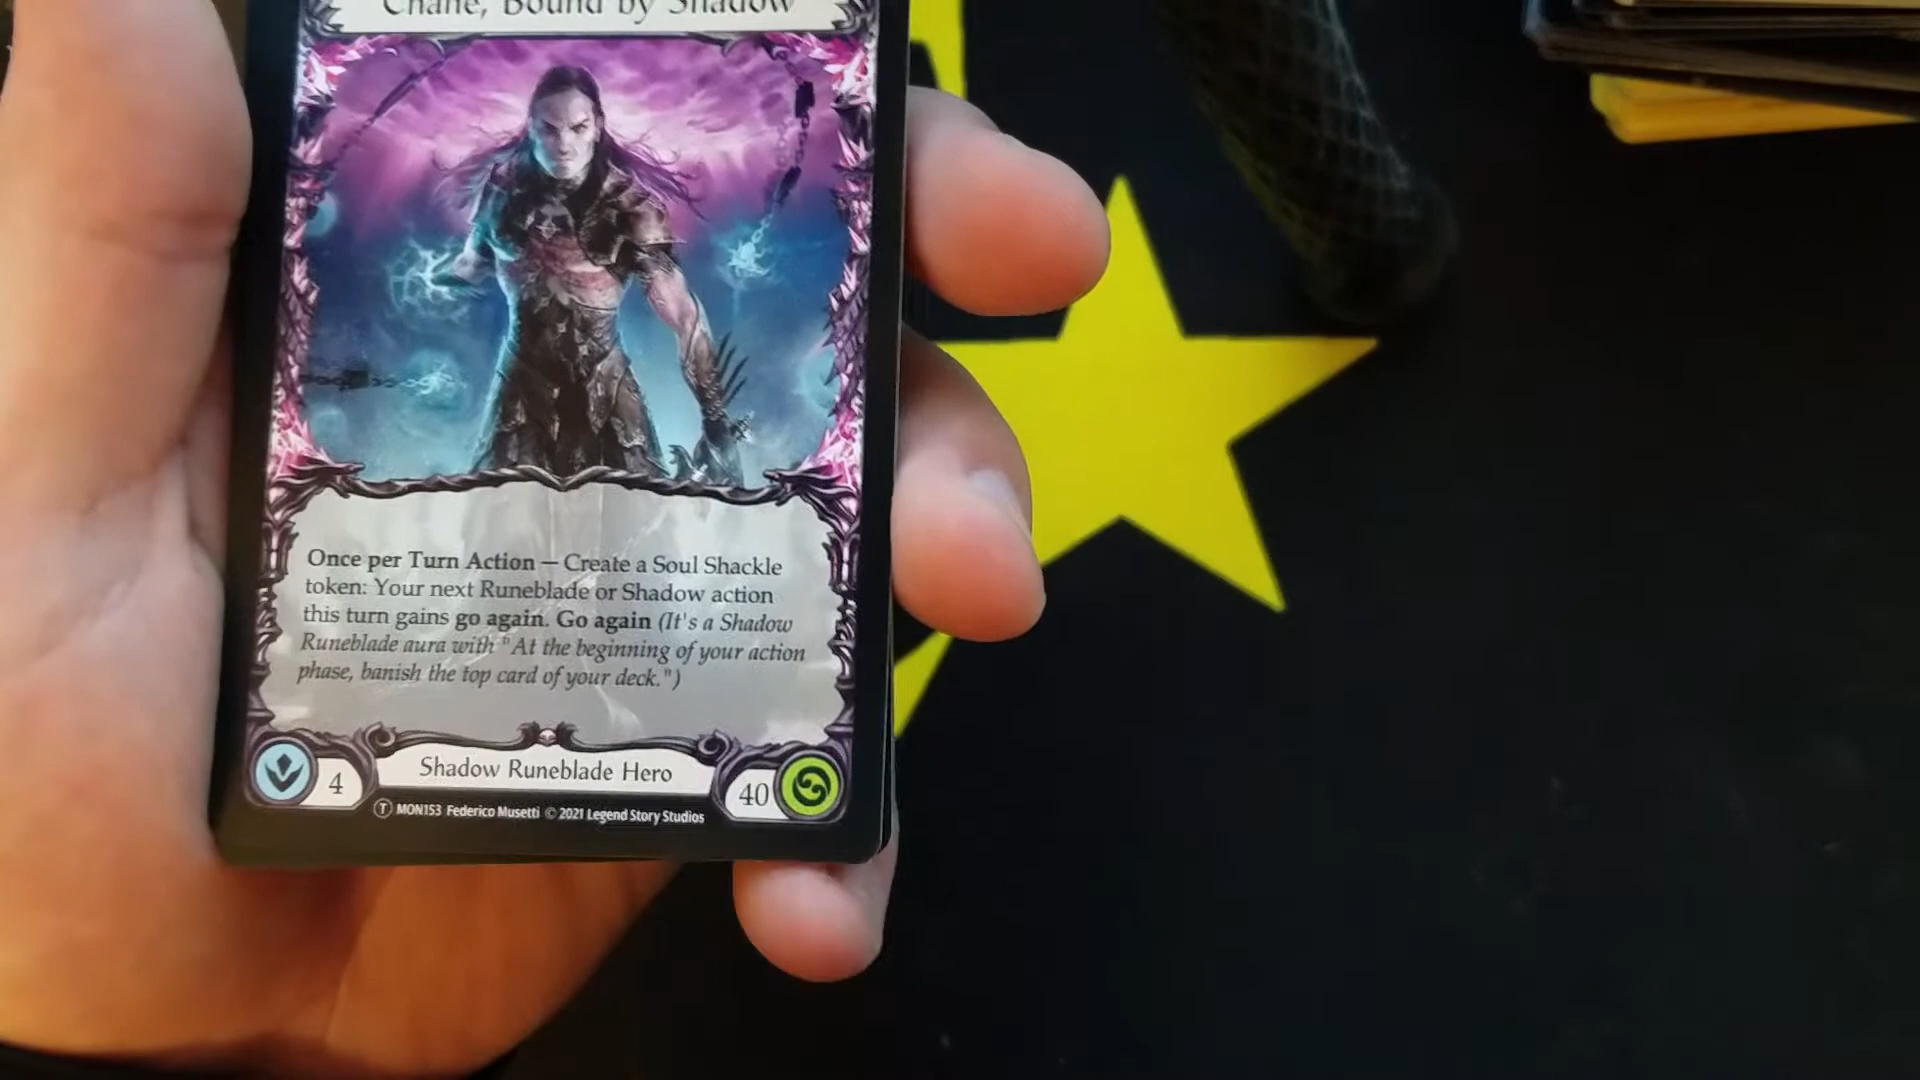 Chane, Bound by Shadow
Once per Turn Action — Create a Soul Shackle
token: Your next Runeblade or Shadow action
this turn gains go again. Go again (It's a Shadow
Runeblade aura with "At the beginning of your action
phase, banish the top card of your deck.")
4
Shadow Runeblade Hero
40
T MON153 Federico Musetti © 2021 Legend Story Studios